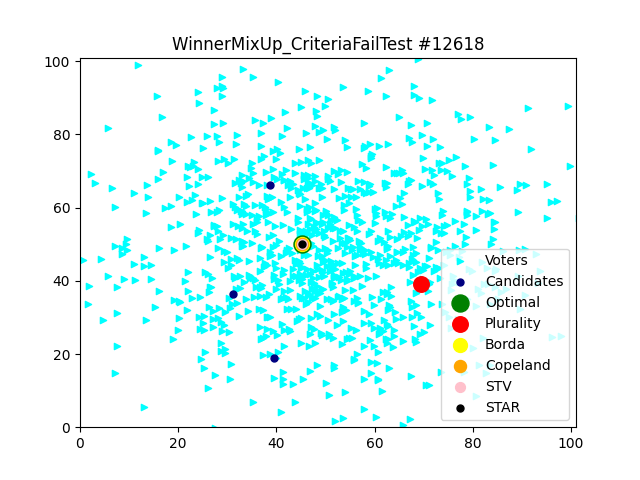 WinnerMixUp_CriteriaFailTest #12618
100
80
60
40
20
0
0 20 40 60 80 100
Voters
Candidates
Optimal
Plurality
Borda
Copeland
STV
STAR